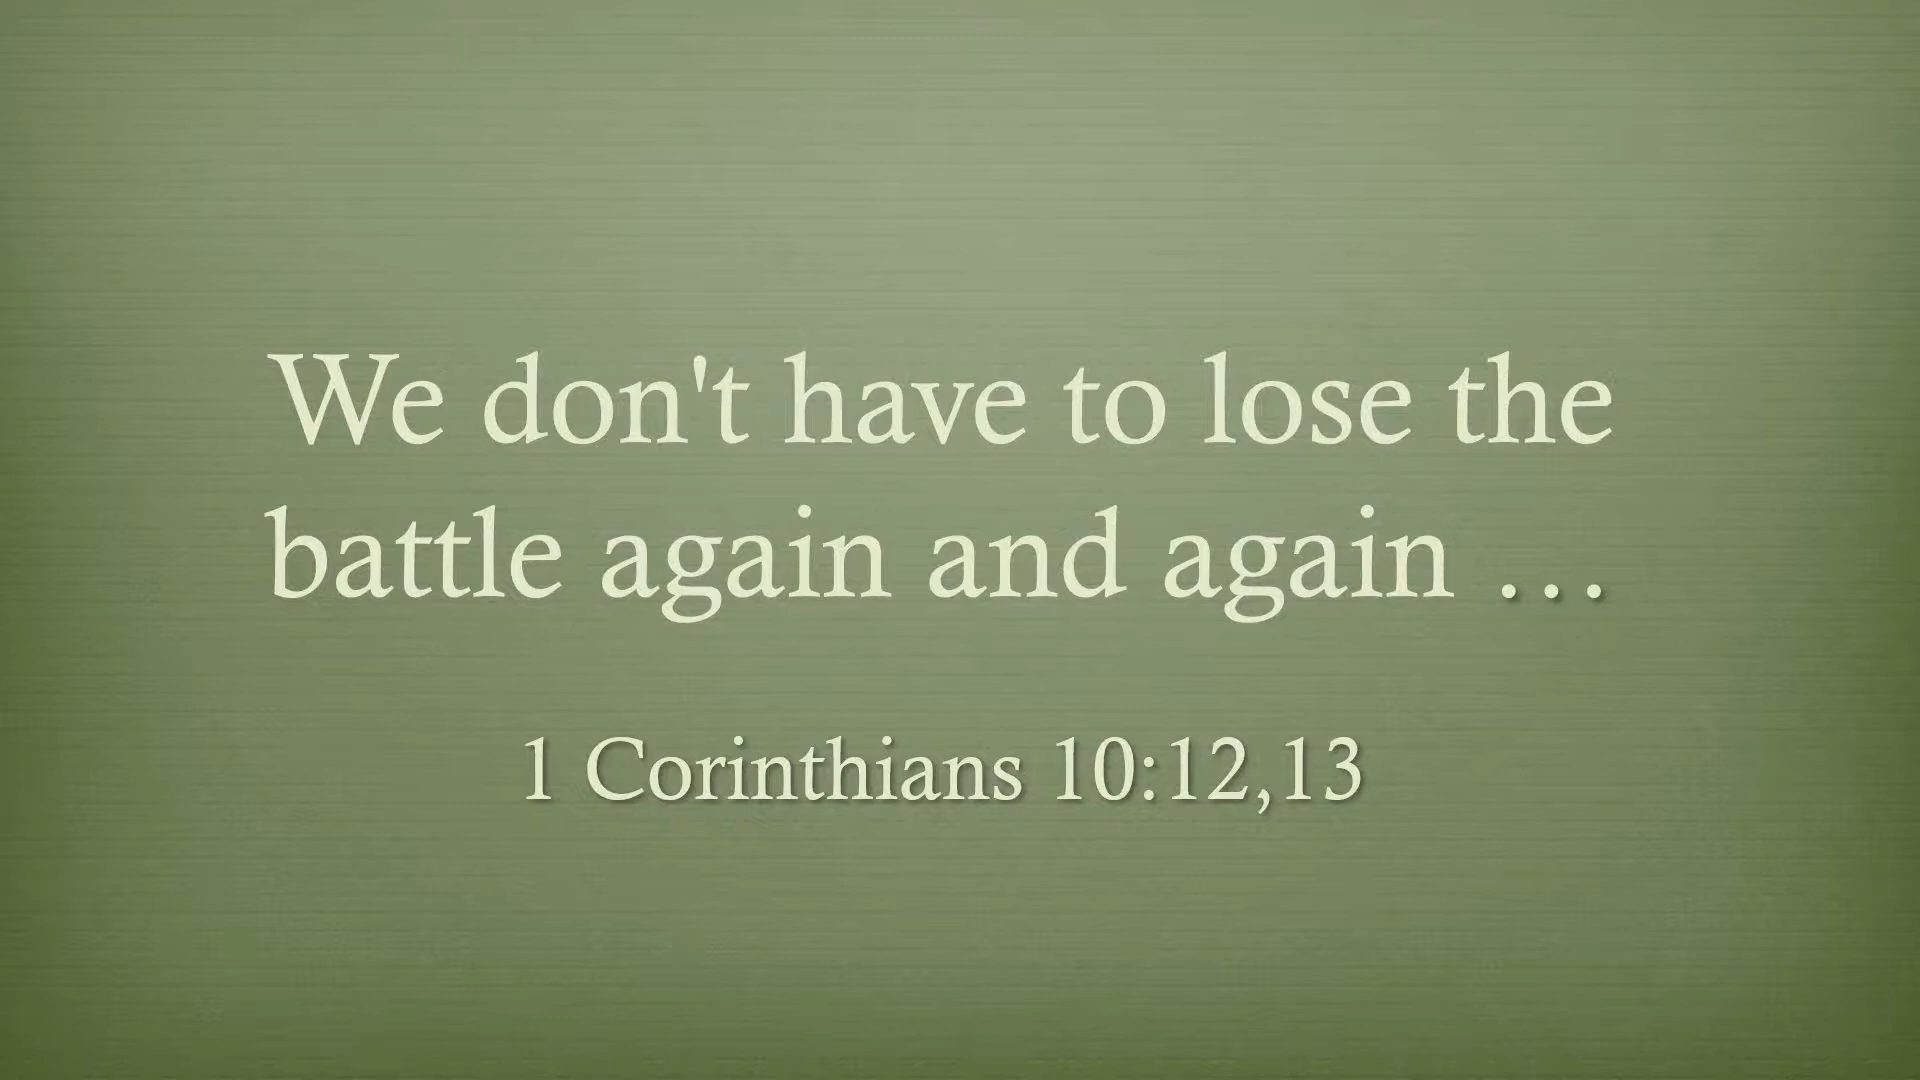 We don't have to lose the
battle again and again …
1 Corinthians 10:12,13